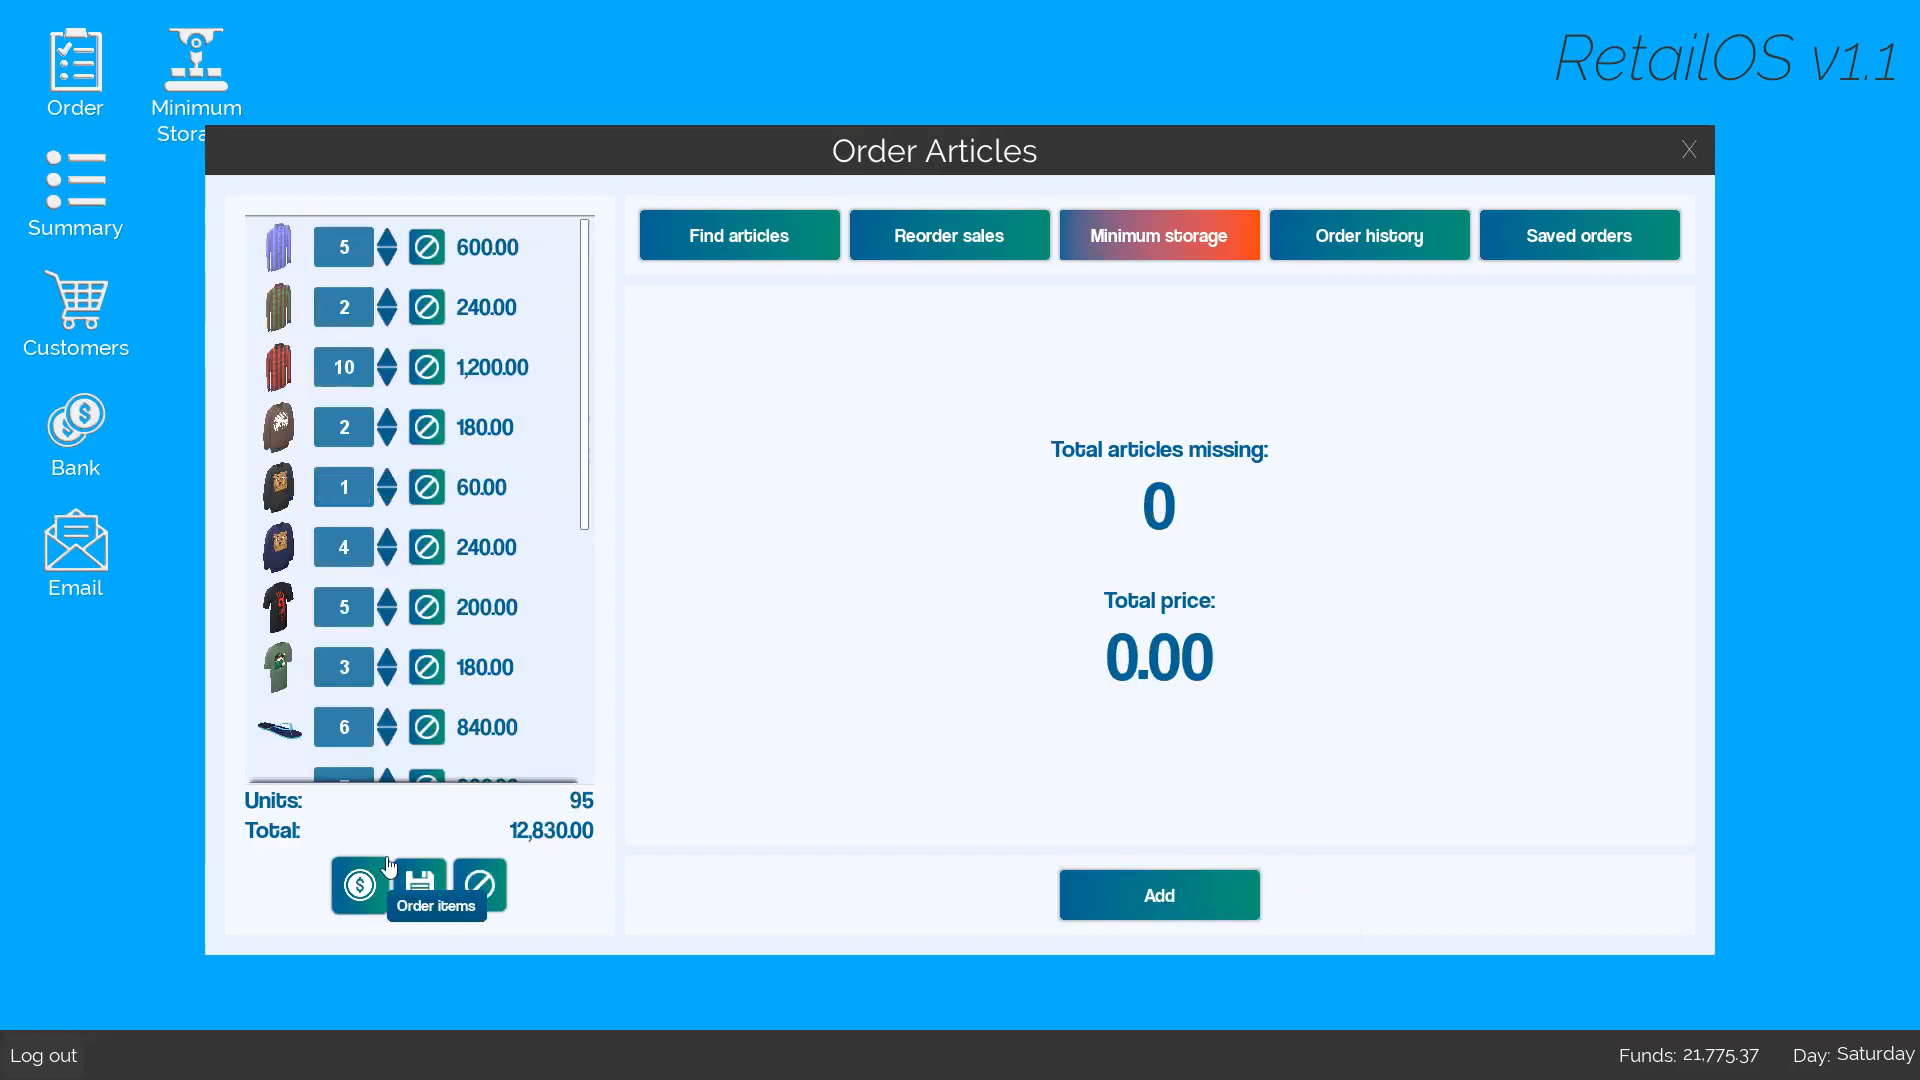 RetailOS v1.1
Order
Minimum
Stora
Summary
Customers
Bank
Email
Order Articles
X
5 600.00
2 240.00
10 1,200.00
2 180.00
1 60.00
4 240.00
5 200.00
3 180.00
6 840.00
Units: 95
Total: 12,830.00
Order items
Find articles
Reorder sales
Minimum storage
Order history
Saved orders
Total articles missing:
0
Total price:
0.00
Add
Log out
Funds: 21,775.37
Day: Saturday